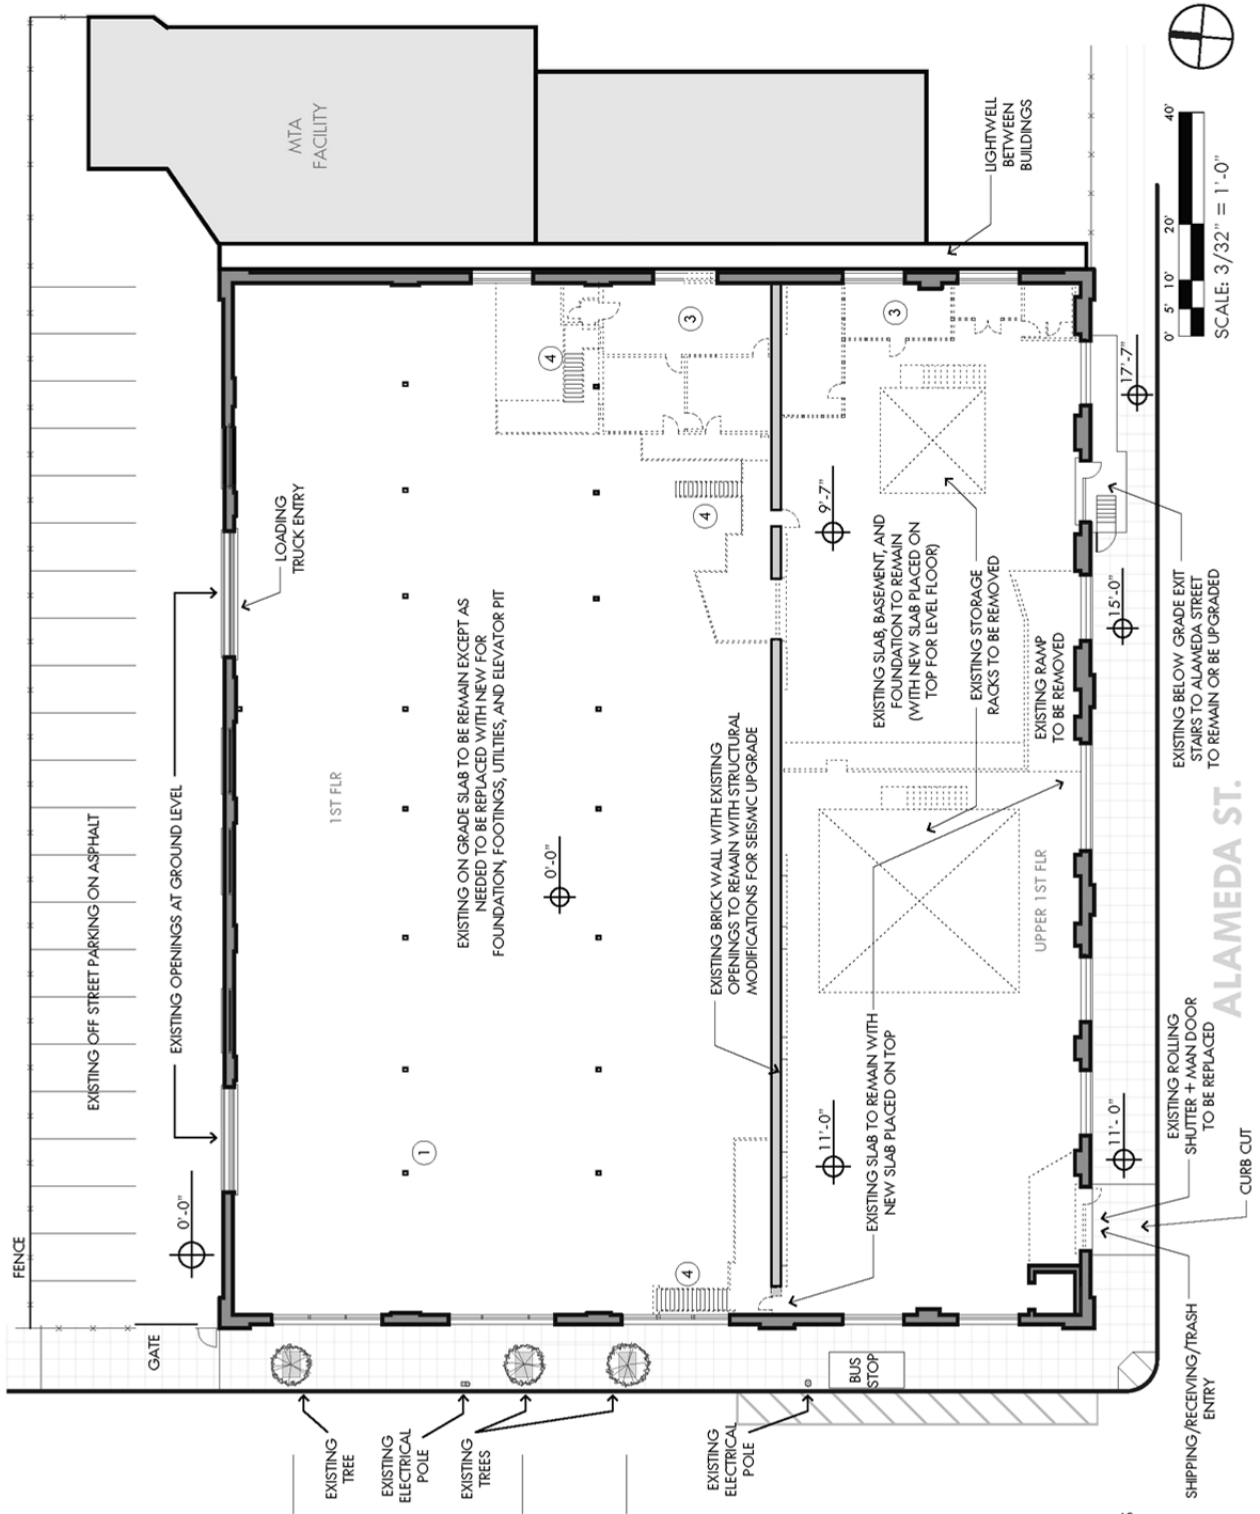 FENCE
GATE
0'-0"
EXISTING OFF STREET PARKING ON ASPHALT
EXISTING OPENINGS AT GROUND LEVEL
LOADING
TRUCK ENTRY
MTA
FACILITY
1ST FLR
1
EXISTING ON GRADE SLAB TO BE REMAIN EXCEPT AS
NEEDED TO BE REPLACED WITH NEW FOR
FOUNDATION, FOOTINGS, UTILTIES, AND ELEVATOR PIT
0'-0"
4
4
4
3
3
EXISTING BRICK WALL WITH EXISTING
OPENINGS TO REMAIN WITH STRUCTURAL
MODIFICATIONS FOR SEISMIC UPGRADE
EXISTING SLAB, BASEMENT, AND
FOUNDATION TO REMAIN
(WITH NEW SLAB PLACED ON
TOP FOR LEVEL FLOOR)
9'-7"
11'-0"
EXISTING SLAB TO REMAIN WITH
NEW SLAB PLACED ON TOP
EXISTING STORAGE
RACKS TO BE REMOVED
EXISTING RAMP
TO BE REMOVED
UPPER 1ST FLR
LIGHTWELL
BETWEEN
BUILDINGS
11'- 0"
15'-0"
17'-7"
EXISTING
TREE
EXISTING
ELECTRICAL
POLE
EXISTING
TREES
EXISTING
ELECTRICAL
POLE
BUS
STOP
SHIPPING/RECEIVING/TRASH
ENTRY
EXISTING ROLLING
SHUTTER + MAN DOOR
TO BE REPLACED
CURB CUT
EXISTING BELOW GRADE EXIT
STAIRS TO ALAMEDA STREET
TO REMAIN OR BE UPGRADED
ALAMEDA ST.
0' 5' 10' 20' 40'
SCALE: 3/32" = 1'-0"